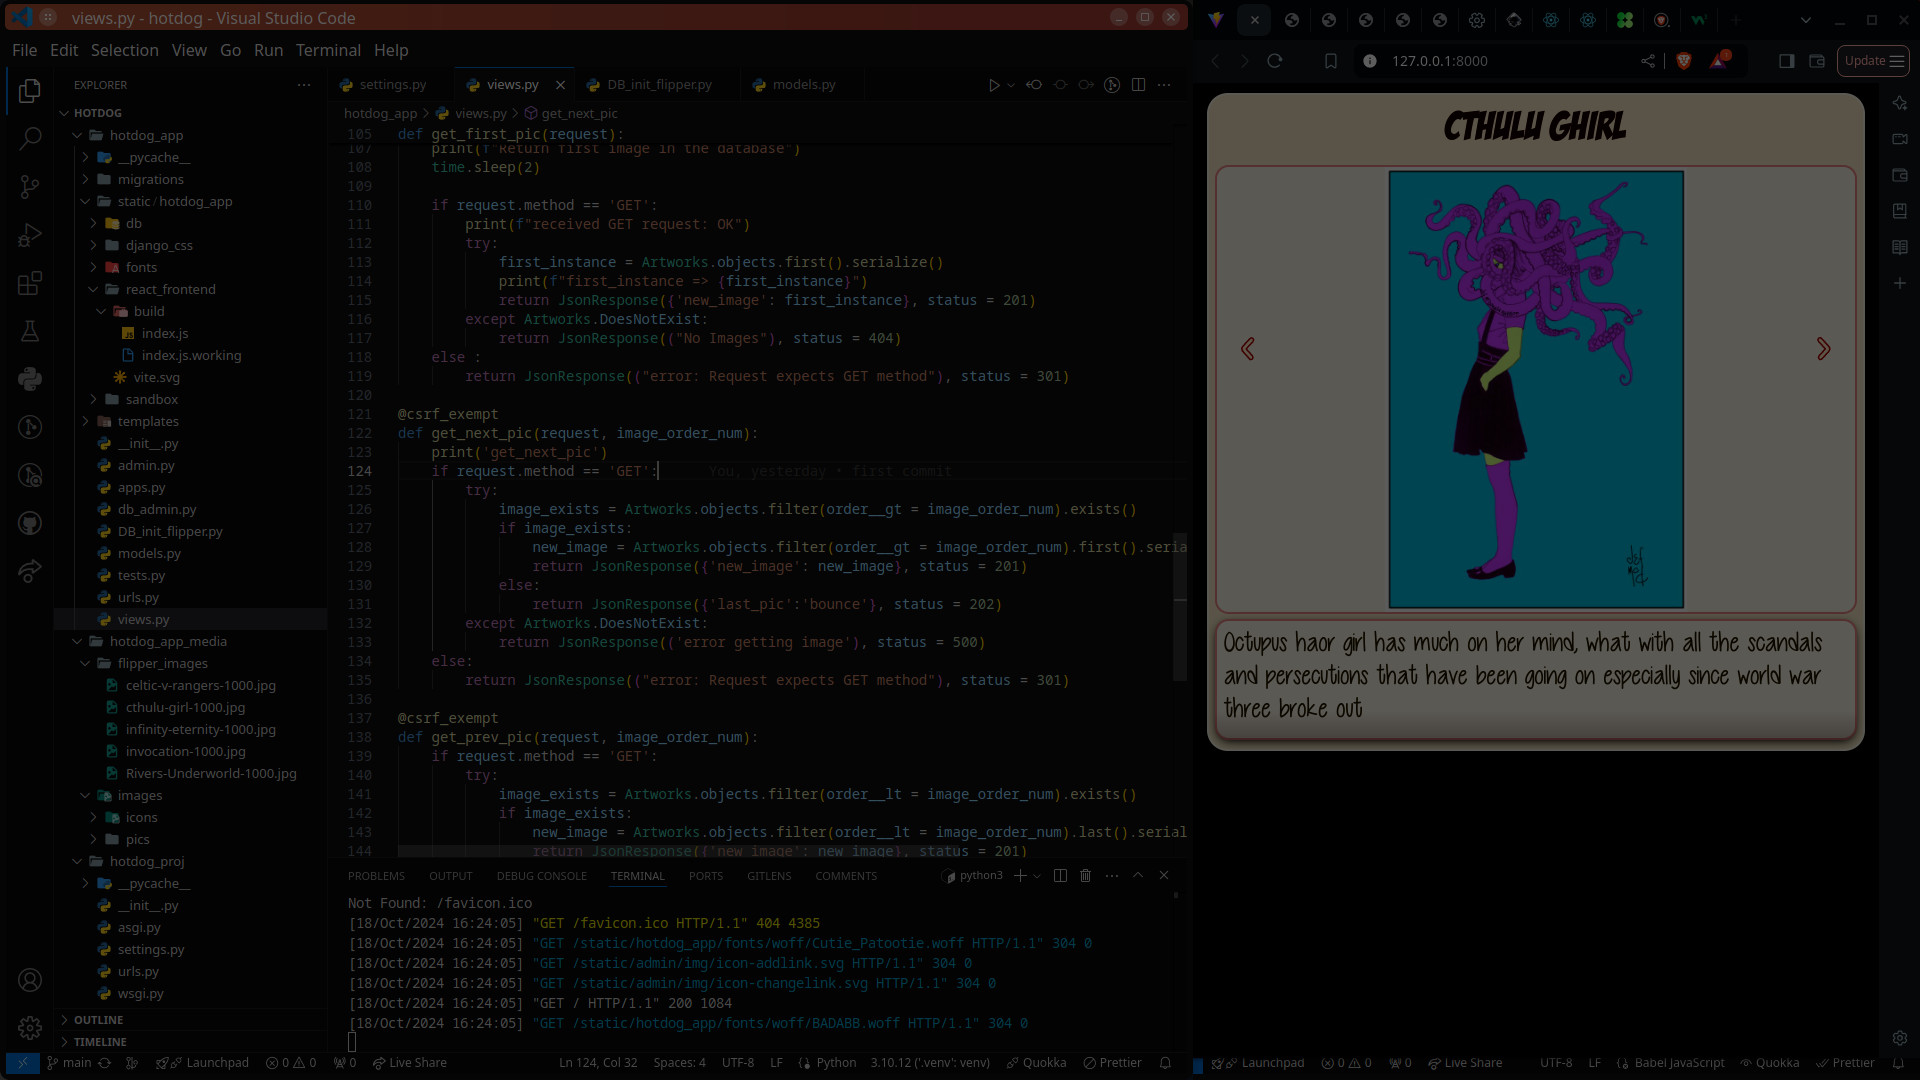 views.py - hotdog - Visual Studio Code
File Edit Selection View Go Run Terminal Help
EXPLORER
HOTDOG
hotdog_app
__pycache__
migrations
static / hotdog_app
db
django_css
fonts
react_frontend
build
index.js
index.js.working
vite.svg
sandbox
templates
__init__.py
admin.py
apps.py
db_admin.py
DB_init_flipper.py
models.py
tests.py
urls.py
views.py
hotdog_app_media
flipper_images
celtic-v-rangers-1000.jpg
cthulu-girl-1000.jpg
infinity-eternity-1000.jpg
invocation-1000.jpg
Rivers-Underworld-1000.jpg
images
icons
pics
hotdog_proj
__pycache__
__init__.py
asgi.py
settings.py
urls.py
wsgi.py
OUTLINE
TIMELINE
settings.py views.py DB_init_flipper.py models.py
hotdog_app > views.py > get_next_pic
105 def get_first_pic(request):
107 print(f"Return first image in the database")
108 time.sleep(2)
109
110 if request.method == 'GET':
111 print(f"received GET request: OK")
112 try:
113 first_instance = Artworks.objects.first().serialize()
114 print(f"first_instance => {first_instance}")
115 return JsonResponse({'new_image': first_instance}, status = 201)
116 except Artworks.DoesNotExist:
117 return JsonResponse(("No Images"), status = 404)
118 else :
119 return JsonResponse(("error: Request expects GET method"), status = 301)
120
121 @csrf_exempt
122 def get_next_pic(request, image_order_num):
123 print('get_next_pic')
124 if request.method == 'GET': You, yesterday • first commit
125 try:
126 image_exists = Artworks.objects.filter(order__gt = image_order_num).exists()
127 if image_exists:
128 new_image = Artworks.objects.filter(order__gt = image_order_num).first().seria
129 return JsonResponse({'new_image': new_image}, status = 201)
130 else:
131 return JsonResponse({'last_pic':'bounce'}, status = 202)
132 except Artworks.DoesNotExist:
133 return JsonResponse(('error getting image'), status = 500)
134 else:
135 return JsonResponse(("error: Request expects GET method"), status = 301)
136
137 @csrf_exempt
138 def get_prev_pic(request, image_order_num):
139 if request.method == 'GET':
140 try:
141 image_exists = Artworks.objects.filter(order__lt = image_order_num).exists()
142 if image_exists:
143 new_image = Artworks.objects.filter(order__lt = image_order_num).last().serial
144 return JsonResponse({'new_image': new_image}, status = 201)
PROBLEMS OUTPUT DEBUG CONSOLE TERMINAL PORTS GITLENS COMMENTS python3
Not Found: /favicon.ico
[18/Oct/2024 16:24:05] "GET /favicon.ico HTTP/1.1" 404 4385
[18/Oct/2024 16:24:05] "GET /static/hotdog_app/fonts/woff/Cutie_Patootie.woff HTTP/1.1" 304 0
[18/Oct/2024 16:24:05] "GET /static/admin/img/icon-addlink.svg HTTP/1.1" 304 0
[18/Oct/2024 16:24:05] "GET /static/admin/img/icon-changelink.svg HTTP/1.1" 304 0
[18/Oct/2024 16:24:05] "GET / HTTP/1.1" 200 1084
[18/Oct/2024 16:24:05] "GET /static/hotdog_app/fonts/woff/BADABB.woff HTTP/1.1" 304 0
main Launchpad 0 0 0 Live Share Ln 124, Col 32 Spaces: 4 UTF-8 LF Python 3.10.12 ('.venv': venv) Quokka Prettier
127.0.0.1:8000 Update
CTHULU GHIRL
Octupus haor girl has much on her mind, what with all the scandals
and persecutions that have been going on especially since world war
three broke out
Launchpad 0 0 0 Live Share UTF-8 LF Babel JavaScript Quokka Prettier